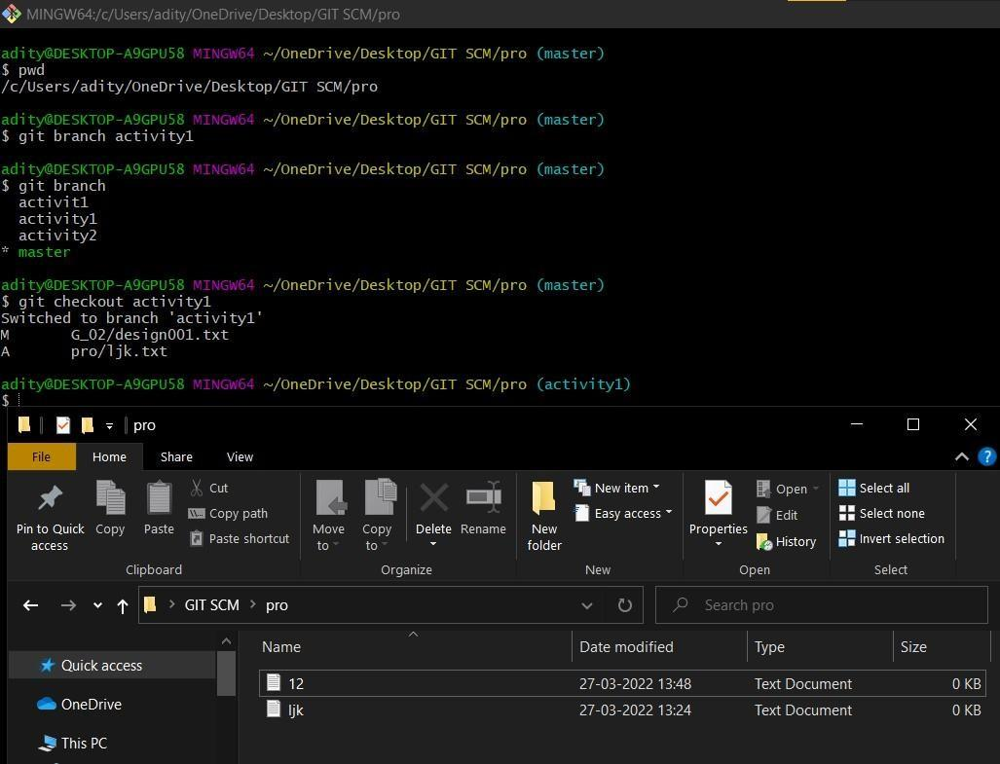 MINGW64:/c/Users/adity/OneDrive/Desktop/GIT SCM/pro
adity@DESKTOP-A9GPU58 MINGW64 ~/OneDrive/Desktop/GIT SCM/pro (master)
$ pwd
/c/Users/adity/OneDrive/Desktop/GIT SCM/pro
adity@DESKTOP-A9GPU58 MINGW64 ~/OneDrive/Desktop/GIT SCM/pro (master)
$ git branch activity1
adity@DESKTOP-A9GPU58 MINGW64 ~/OneDrive/Desktop/GIT SCM/pro (master)
$ git branch
activit1
activity1
activity2
* master
adity@DESKTOP-A9GPU58 MINGW64 ~/OneDrive/Desktop/GIT SCM/pro (master)
$ git checkout activity1
Switched to branch 'activity1'
M G_02/design001.txt
A pro/ljk.txt
adity@DESKTOP-A9GPU58 MINGW64 ~/OneDrive/Desktop/GIT SCM/pro (activity1)
$
pro
File Home Share View
Pin to Quick access
Copy
Paste
Cut
Copy path
Paste shortcut
Clipboard
Move to
Copy to
Delete
Rename
Organize
New folder
New item
Easy access
New
Properties
Open
Edit
History
Open
Select all
Select none
Invert selection
Select
GIT SCM > pro
Search pro
Quick access
OneDrive
This PC
Name Date modified Type Size
12 27-03-2022 13:48 Text Document 0 KB
ljk 27-03-2022 13:24 Text Document 0 KB